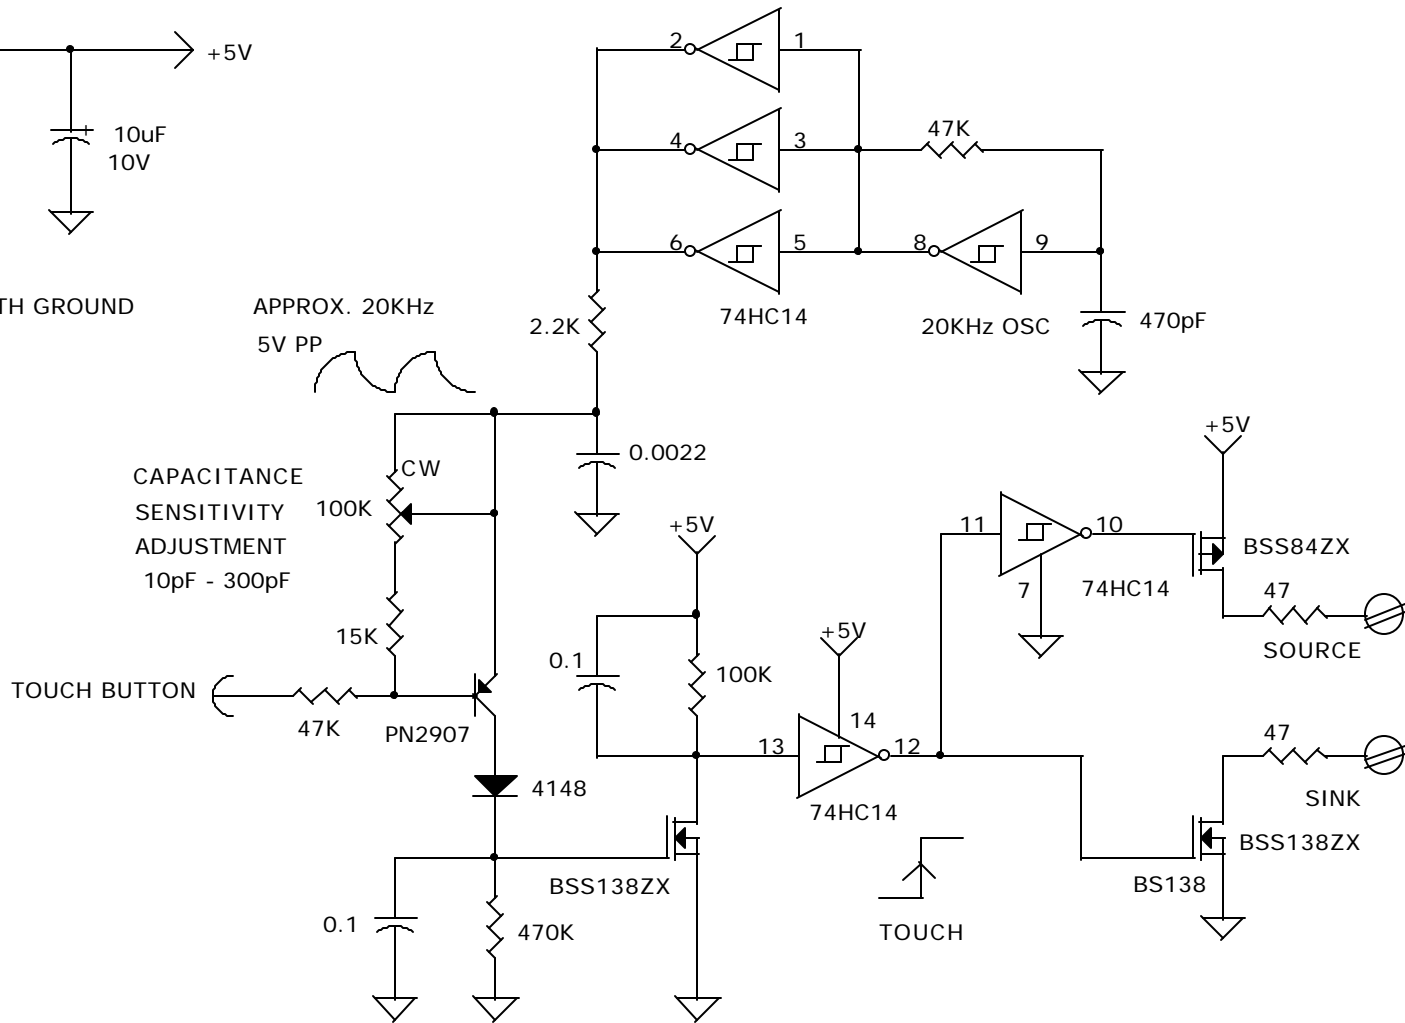 +5V
+ 10uF
10V
TH GROUND
2
1
4
3
47K
6
5
8
9
74HC14
20KHz OSC
470pF
APPROX. 20KHz
5V PP
2.2K
0.0022
CAPACITANCE
SENSITIVITY
ADJUSTMENT
10pF - 300pF
CW
100K
15K
TOUCH BUTTON
47K
PN2907
4148
0.1
470K
+5V
0.1
100K
BSS138ZX
+5V
13
14
12
74HC14
TOUCH
11
10
7
74HC14
+5V
BSS84ZX
47
SOURCE
47
SINK
BSS138ZX
BS138